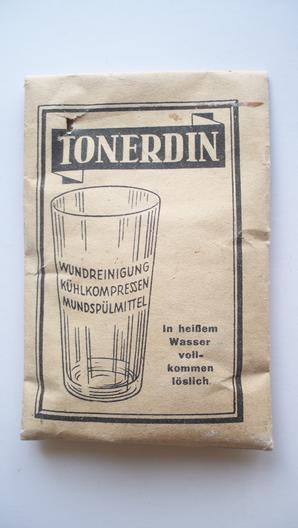 TONERDIN
WUNDREINIGUNG
KÜHLKOMPRESSEN
MUNDSPÜLMITTEL
In heißem
Wasser
voll-
kommen
löslich.